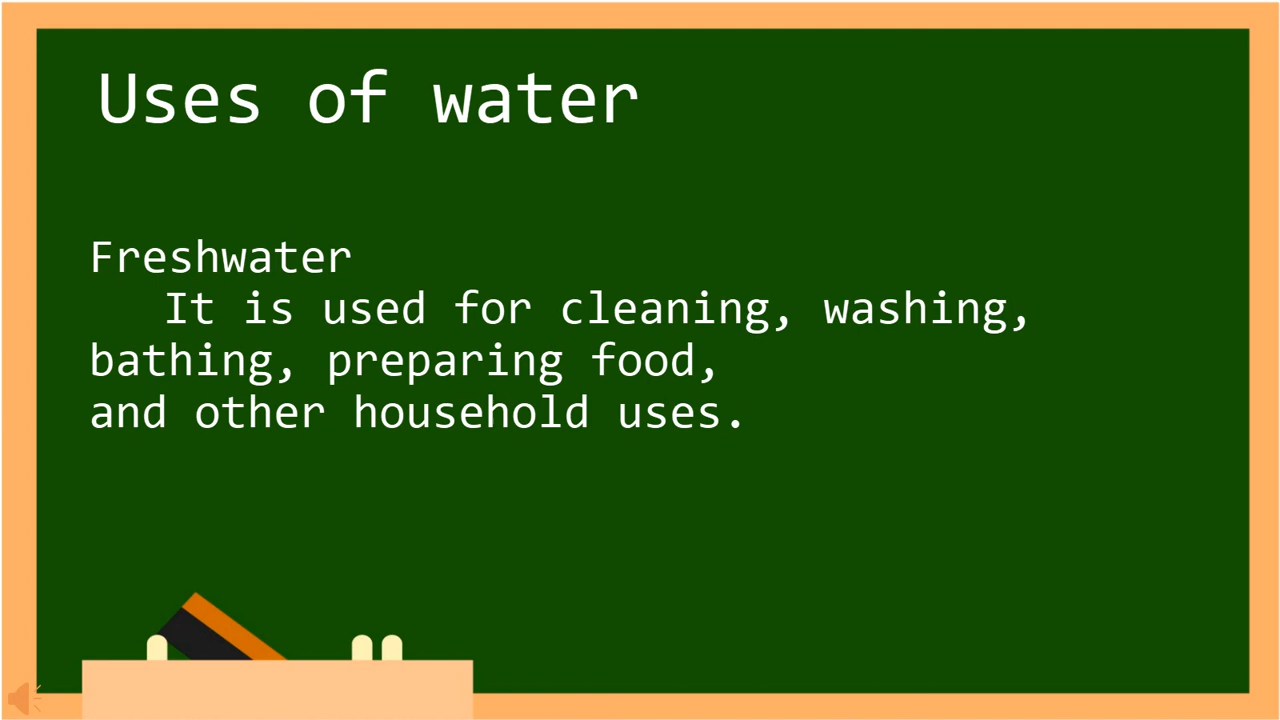 Uses of water
Freshwater
It is used for cleaning, washing,
bathing, preparing food,
and other household uses.